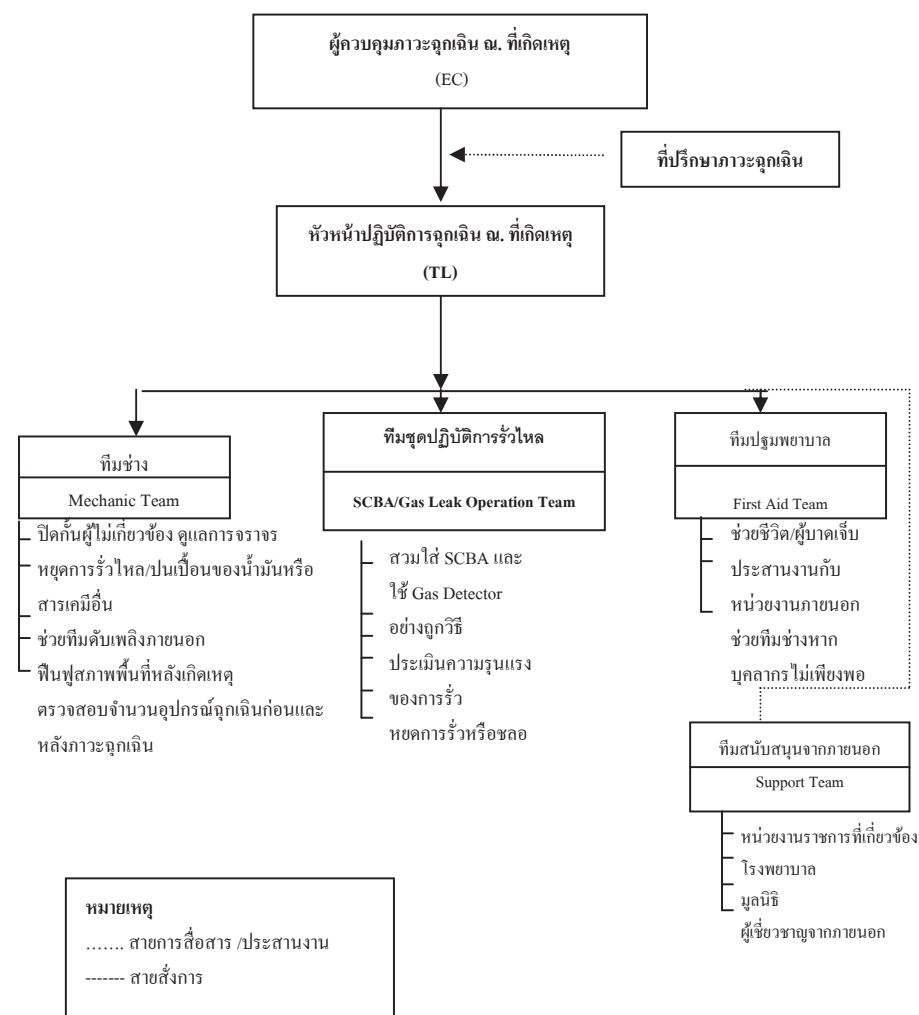 ผู้ควบคุมภาวะฉุกเฉิน ณ. ที่เกิดเหตุ
(EC)
ที่ปรึกษาภาวะฉุกเฉิน
หัวหน้าปฏิบัติการฉุกเฉิน ณ. ที่เกิดเหตุ
(TL)
ทีมช่าง
Mechanic Team
ปิดกั้นผู้ไม่เกี่ยวข้อง ดูแลการจราจร
หยุดการรั่วไหล/ปนเปื้อนของน้ำมันหรือ
สารเคมีอื่น
ช่วยทีมดับเพลิงภายนอก
ฟื้นฟูสภาพพื้นที่หลังเกิดเหตุ
ตรวจสอบจำนวนอุปกรณ์ฉุกเฉินก่อนและ
หลังภาวะฉุกเฉิน
ทีมชุดปฏิบัติการรั่วไหล
SCBA/Gas Leak Operation Team
สวมใส่ SCBA และ
ใช้ Gas Detector
อย่างถูกวิธี
ประเมินความรุนแรง
ของการรั่ว
หยดการรั่วหรือชลอ
ทีมปฐมพยาบาล
First Aid Team
ช่วยชีวิต/ผู้บาดเจ็บ
ประสานงานกับ
หน่วยงานภายนอก
ช่วยทีมช่างหาก
บุคลากรไม่เพียงพอ
ทีมสนับสนุนจากภายนอก
Support Team
หน่วยงานราชการที่เกี่ยวข้อง
โรงพยาบาล
มูลนิธิ
ผู้เชี่ยวชาญจากภายนอก
หมายเหตุ
....... สายการสื่อสาร /ประสานงาน
------- สายสั่งการ